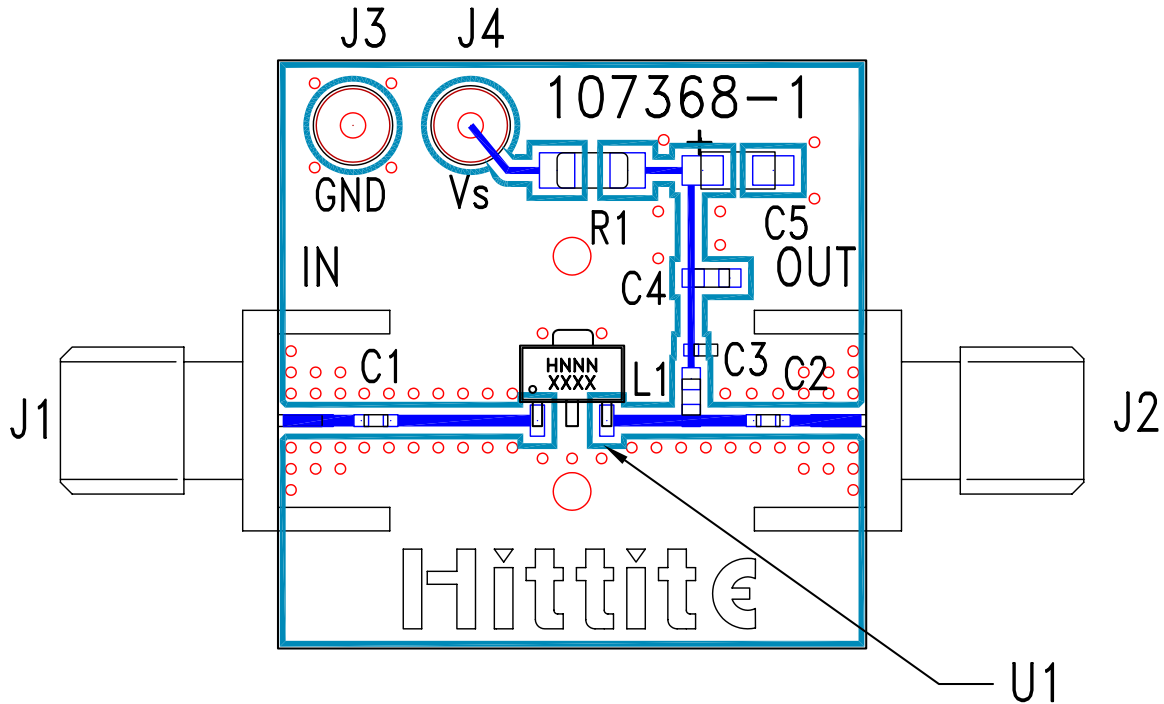 J3 J4
107368-1
GND Vs
R1 C5
IN OUT
C4
HNNN
XXXX
C1 L1 C3 C2
J1 J2
Hittite
U1